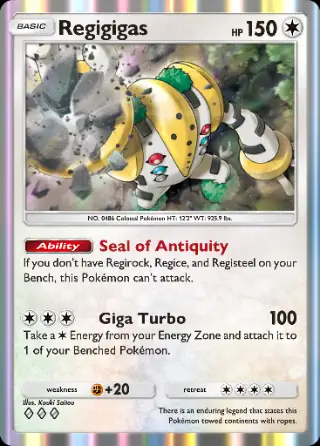 BASIC Regigigas HP 150
NO. 0486 Colossal Pokémon HT: 12'2" WT: 925.9 lbs.
Ability Seal of Antiquity
If you don't have Regirock, Regice, and Registeel on your
Bench, this Pokémon can't attack.
Giga Turbo 100
Take a Energy from your Energy Zone and attach it to
1 of your Benched Pokémon.
weakness +20 retreat
Illus. Kouki Saitou
There is an enduring legend that states this
Pokémon towed continents with ropes.